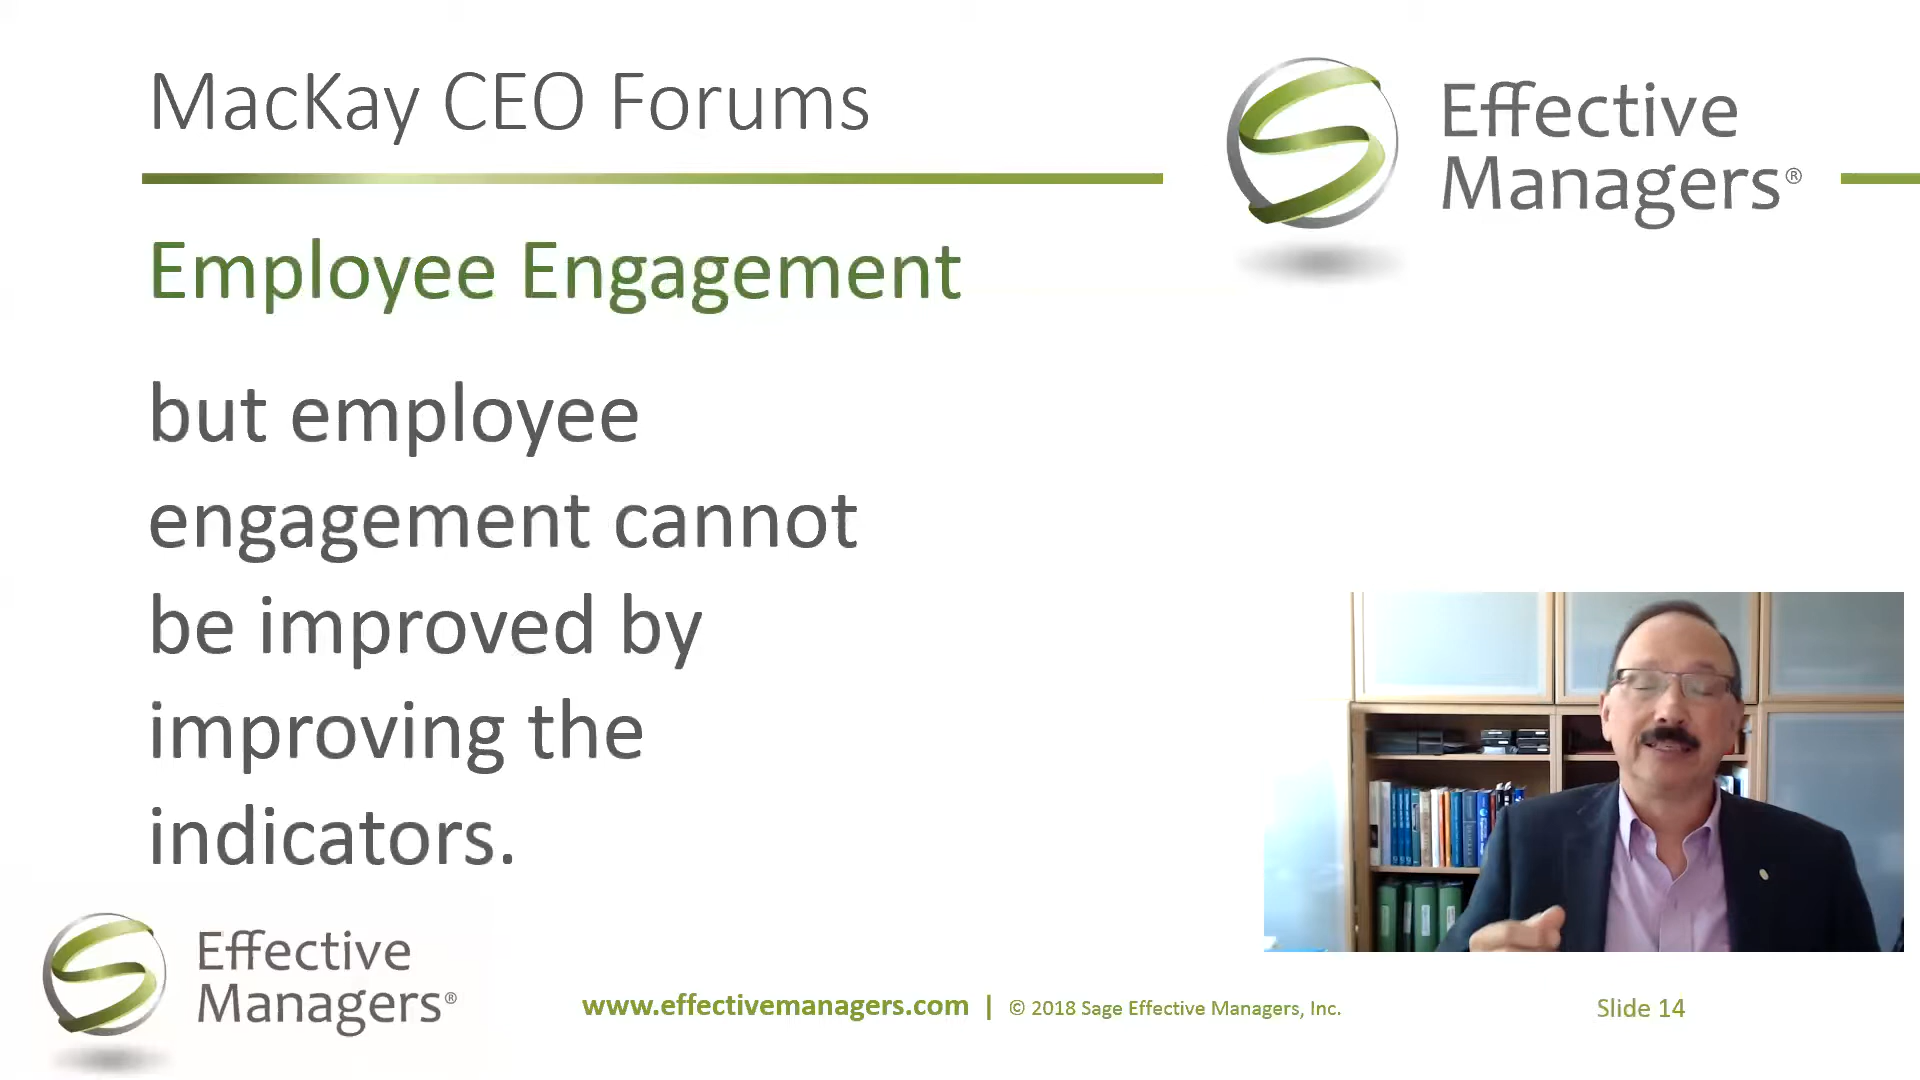 MacKay CEO Forums
Effective
Managers®
Employee Engagement
but employee
engagement cannot
be improved by
improving the
indicators.
Effective
Managers®
www.effectivemanagers.com | © 2018 Sage Effective Managers, Inc.
Slide 14